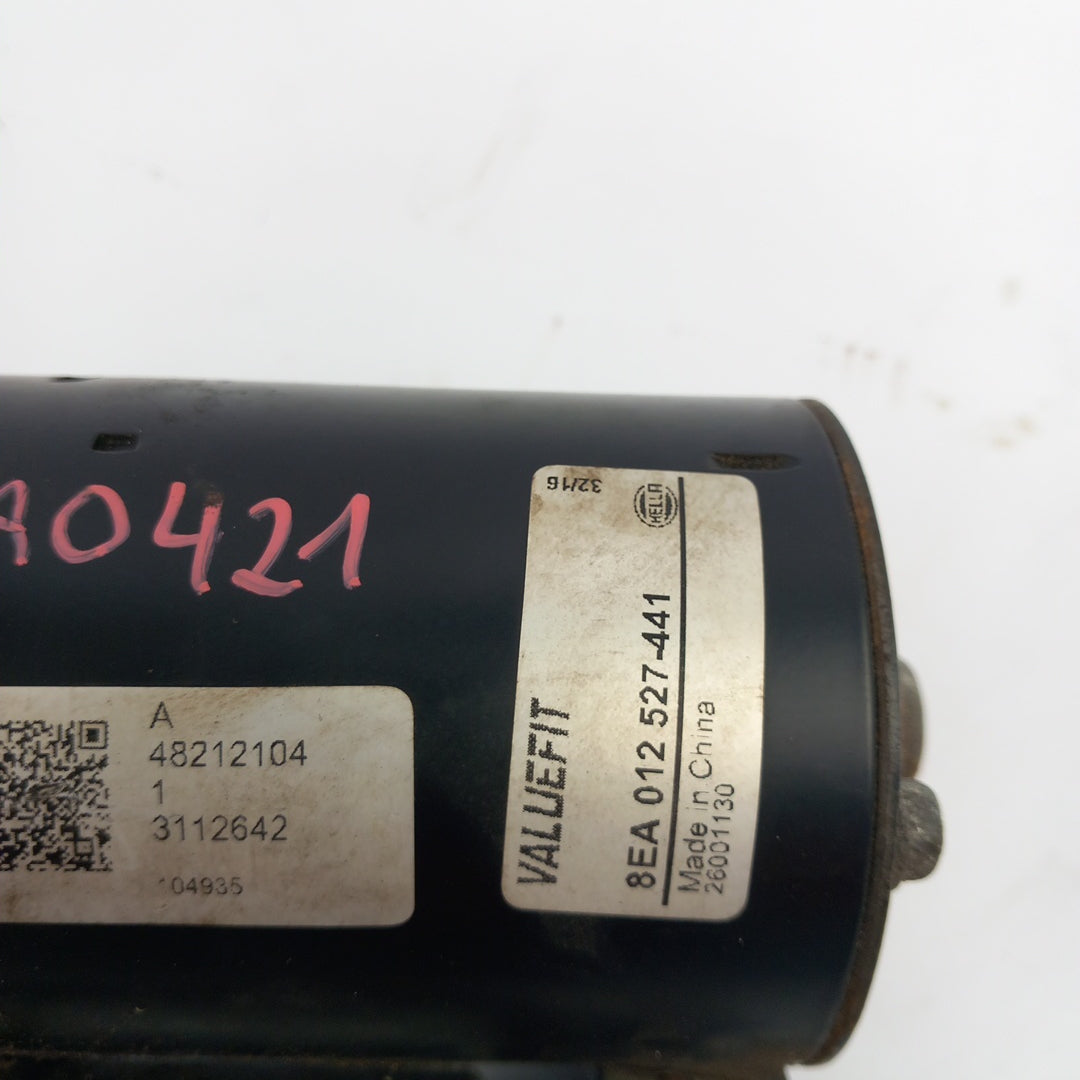 A0421
A
48212104
1
3112642
104935
32/16
HELLA
VALUEFIT
8EA 012 527-441
Made in China
26001130